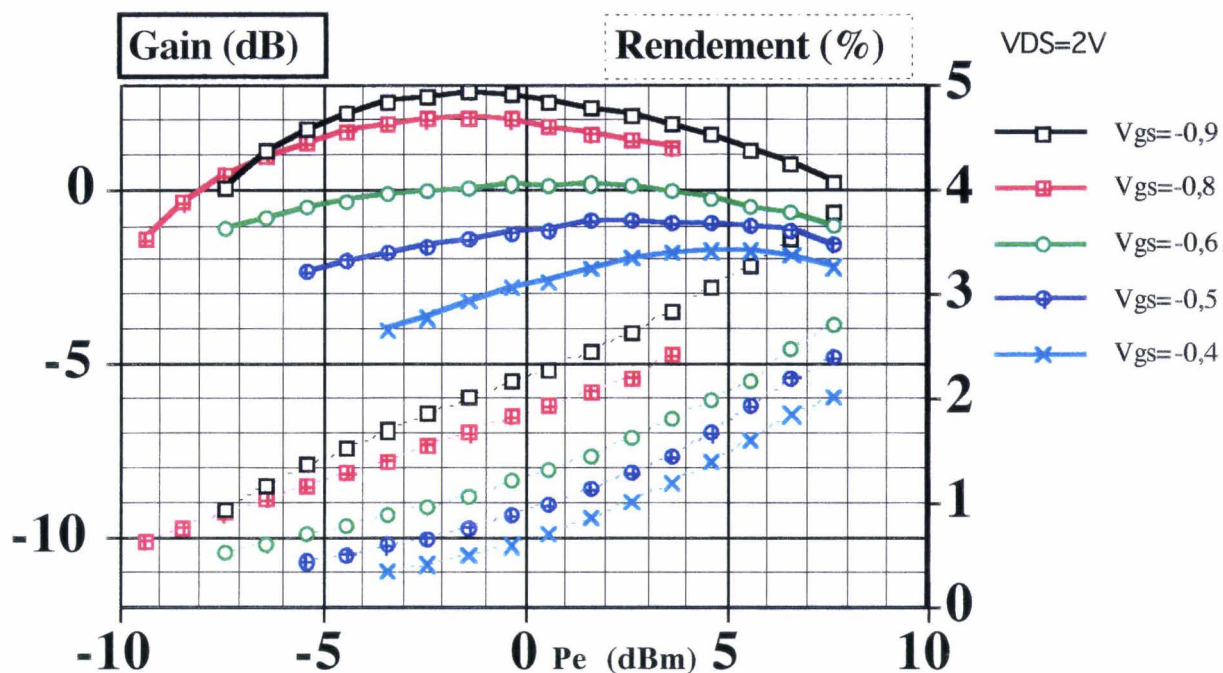 Gain (dB)
Rendement (%)
VDS=2V
0
-5
-10
5
4
3
2
1
0
-10
-5
0
5
10
Pe (dBm)
Vgs=-0,9
Vgs=-0,8
Vgs=-0,6
Vgs=-0,5
Vgs=-0,4